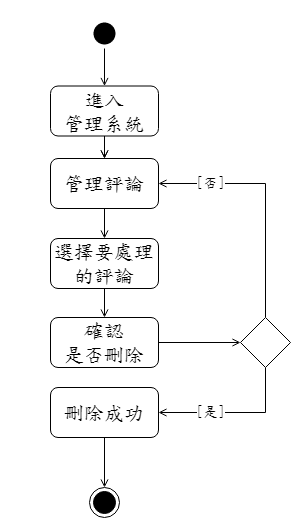 進入
管理系統
管理評論
[否]
選擇要處理
的評論
確認
是否刪除
刪除成功
[是]